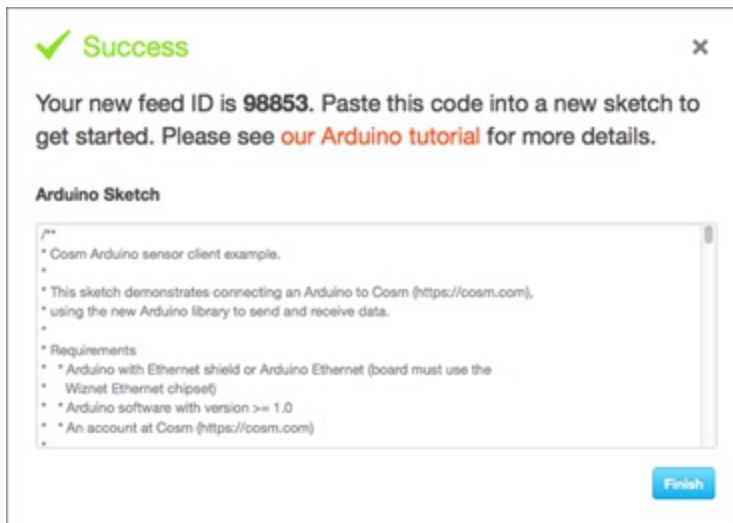 Success
Your new feed ID is 98853. Paste this code into a new sketch to
get started. Please see our Arduino tutorial for more details.
Arduino Sketch
/**
* Cosm Arduino sensor client example.
*
* This sketch demonstrates connecting an Arduino to Cosm (https://cosm.com),
* using the new Arduino library to send and receive data.
*
* Requirements
* * Arduino with Ethernet shield or Arduino Ethernet (board must use the
* Wiznet Ethernet chipset)
* * Arduino software with version >= 1.0
* * An account at Cosm (https://cosm.com)
*
Finish